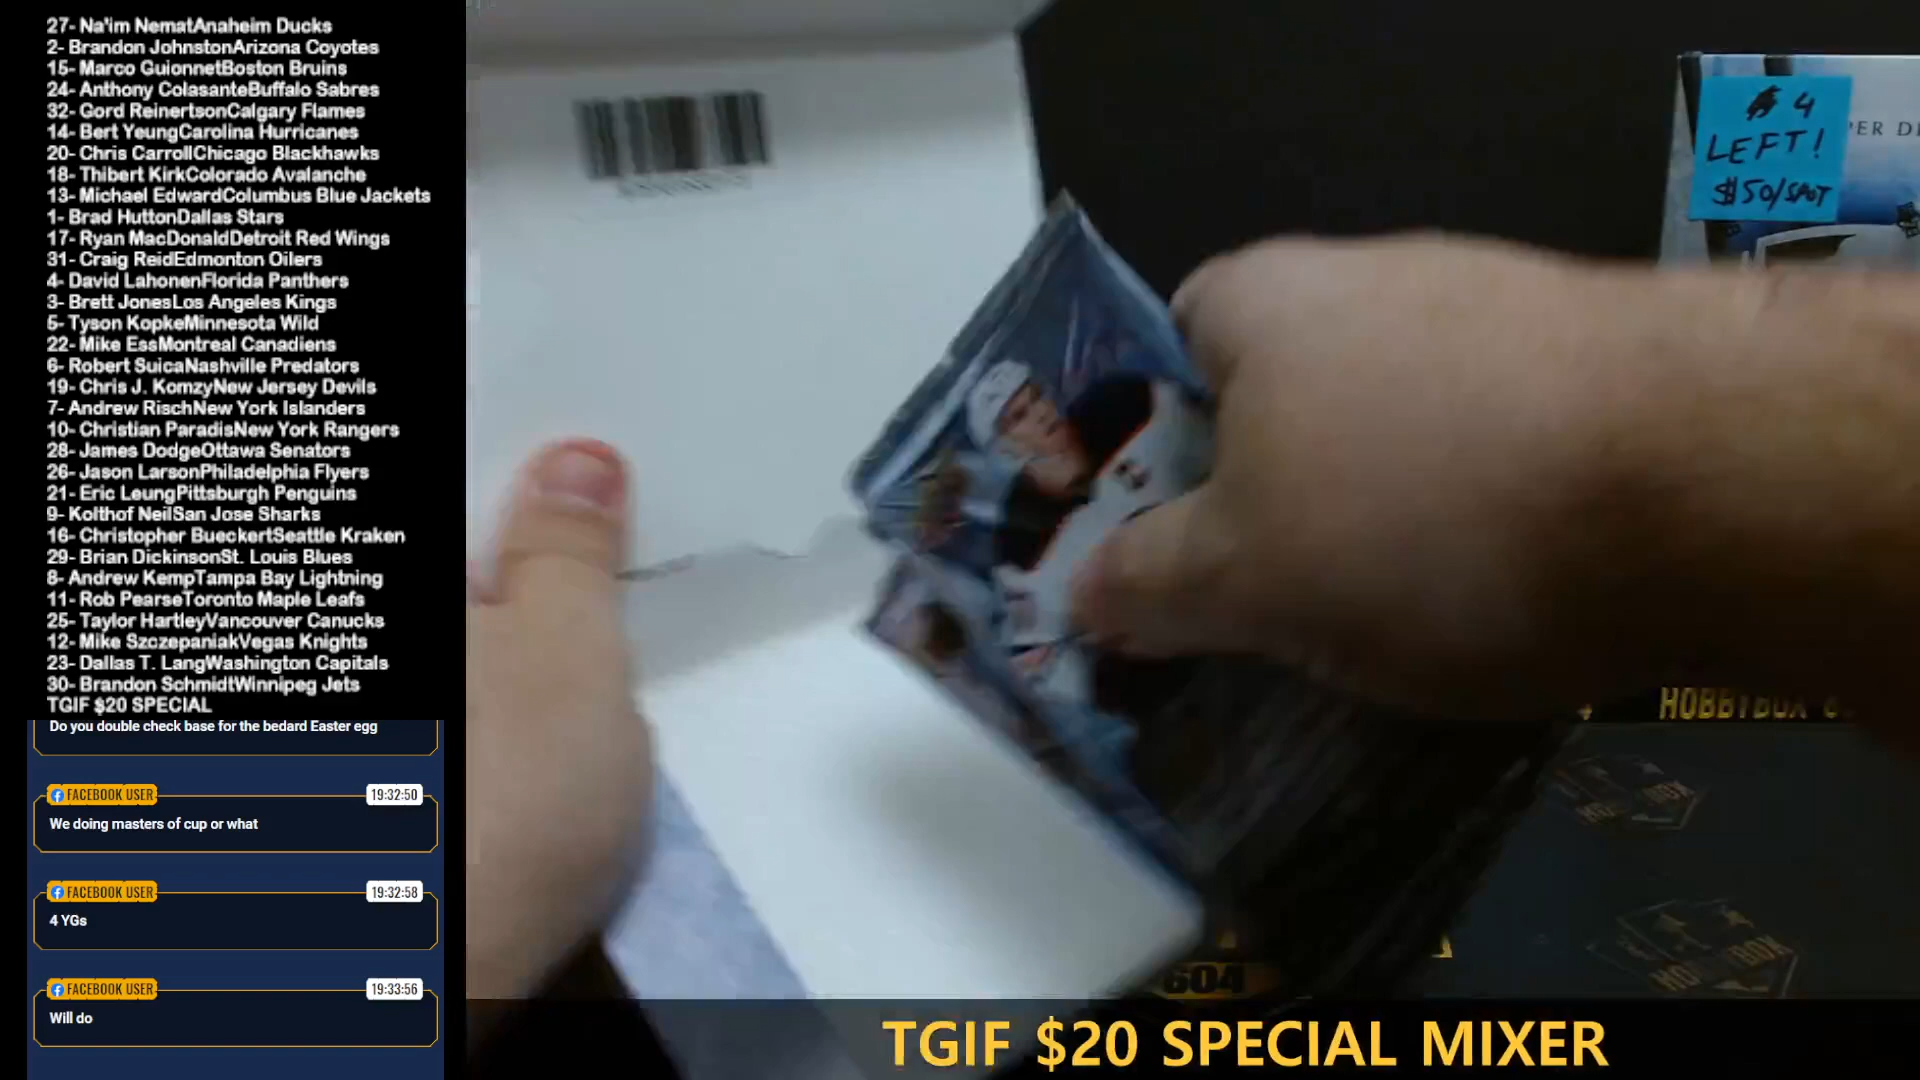 27- Na'im NematAnaheim Ducks
2- Brandon JohnstonArizona Coyotes
15- Marco GuionnetBoston Bruins
24- Anthony ColasanteBuffalo Sabres
32- Gord ReinertsonCalgary Flames
14- Bert YeungCarolina Hurricanes
20- Chris CarrollChicago Blackhawks
18- Thibert KirkColorado Avalanche
13- Michael EdwardColumbus Blue Jackets
1- Brad HuttonDallas Stars
17- Ryan MacDonaldDetroit Red Wings
31- Craig ReidEdmonton Oilers
4- David LahonenFlorida Panthers
3- Brett JonesLos Angeles Kings
5- Tyson KopkeMinnesota Wild
22- Mike EssMontreal Canadiens
6- Robert SuicaNashville Predators
19- Chris J. KomzyNew Jersey Devils
7- Andrew RischNew York Islanders
10- Christian ParadisNew York Rangers
28- James DodgeOttawa Senators
26- Jason LarsonPhiladelphia Flyers
21- Eric LeungPittsburgh Penguins
9- Kolthof NeilSan Jose Sharks
16- Christopher BueckertSeattle Kraken
29- Brian DickinsonSt. Louis Blues
8- Andrew KempTampa Bay Lightning
11- Rob PearseToronto Maple Leafs
25- Taylor HartleyVancouver Canucks
12- Mike SzczepaniakVegas Knights
23- Dallas T. LangWashington Capitals
30- Brandon SchmidtWinnipeg Jets
TGIF $20 SPECIAL
Do you double check base for the bedard Easter egg
FACEBOOK USER 19:32:50
We doing masters of cup or what
FACEBOOK USER 19:32:58
4 YGs
FACEBOOK USER 19:33:56
Will do
4
LEFT!
$50/SPOT
PER D
HOBBYBOX
604
TGIF $20 SPECIAL MIXER